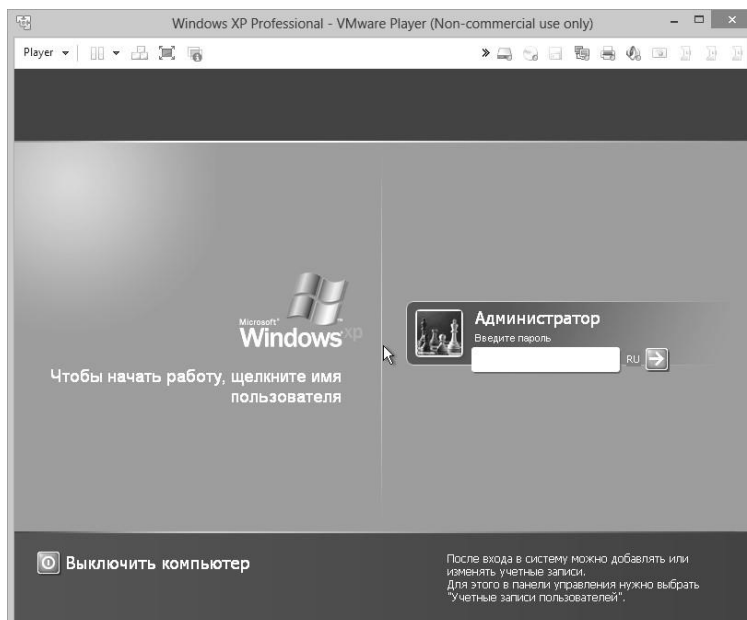 Windows XP Professional - VMware Player (Non-commercial use only)
Player
Microsoft
Windows xp
Чтобы начать работу, щелкните имя
пользователя
Администратор
Введите пароль
RU
Выключить компьютер
После входа в систему можно добавлять или
изменять учетные записи.
Для этого в панели управления нужно выбрать
"Учетные записи пользователей".